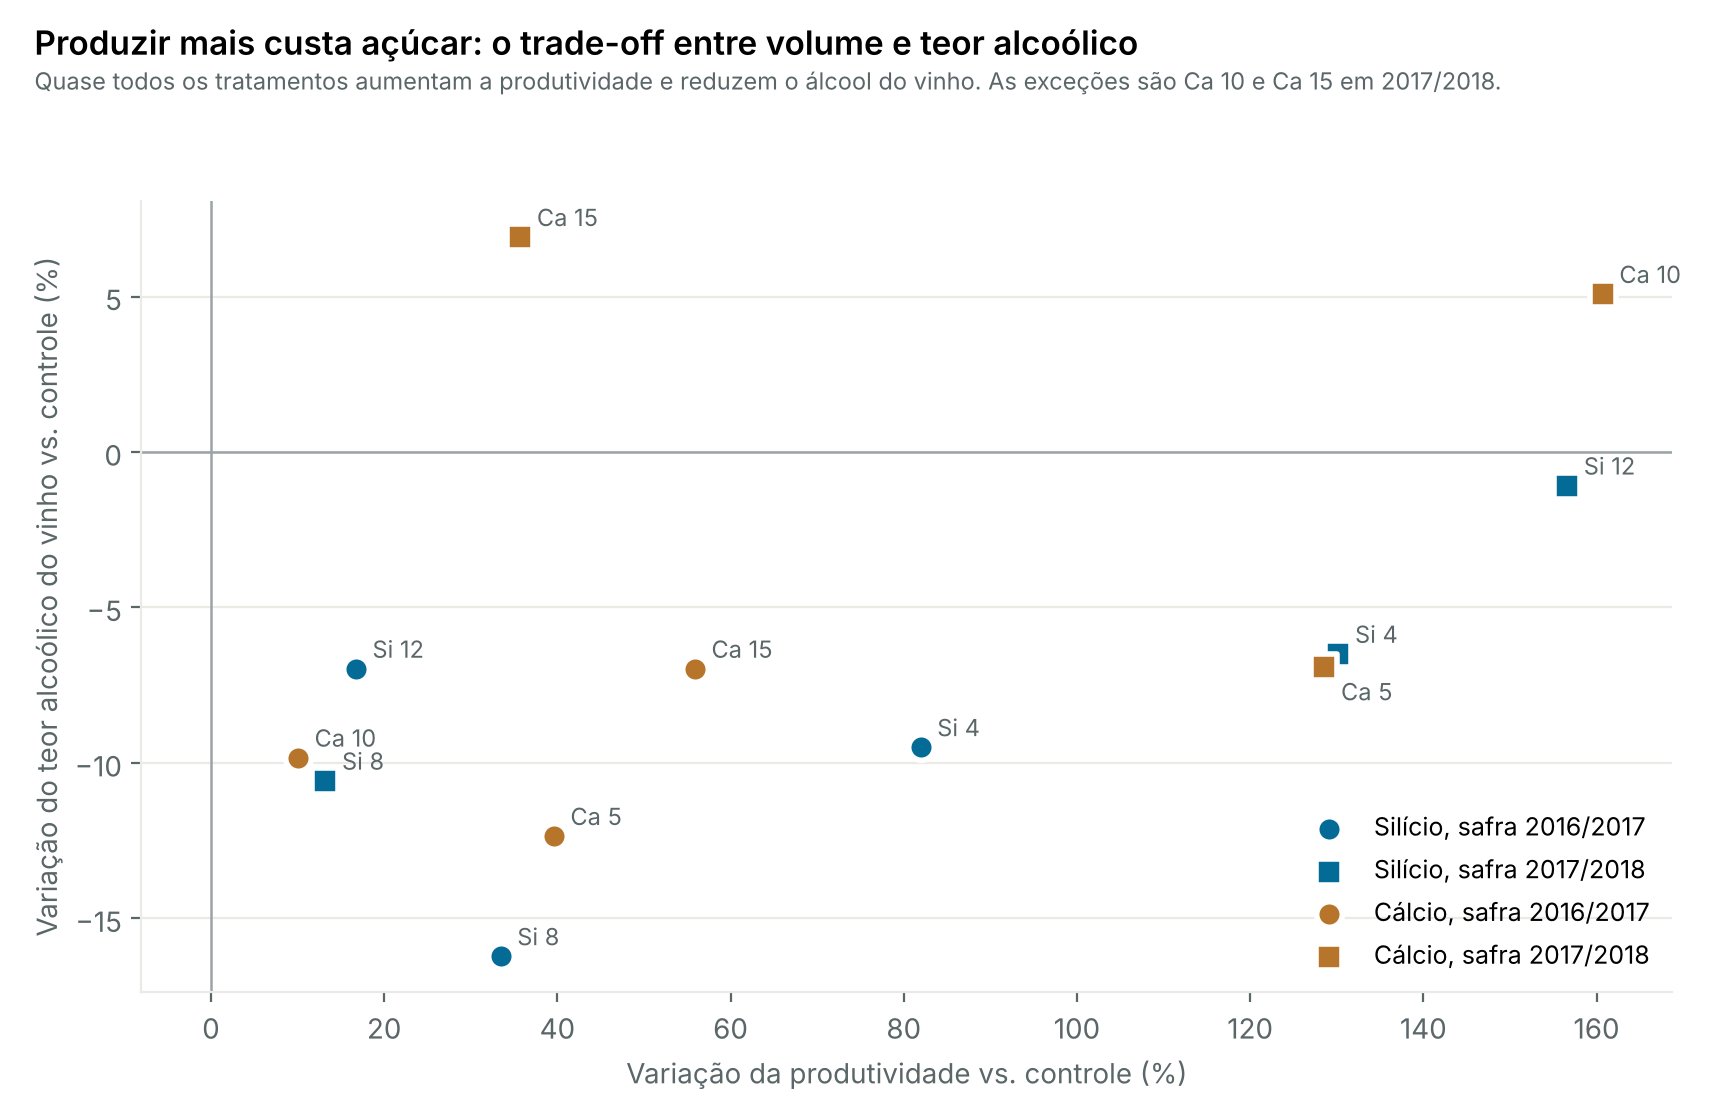 Produzir mais custa açúcar: o trade-off entre volume e teor alcoólico
Quase todos os tratamentos aumentam a produtividade e reduzem o álcool do vinho. As exceções são Ca 10 e Ca 15 em 2017/2018.
Variação do teor alcoólico do vinho vs. controle (%)
5
0
−5
−10
−15
Ca 15
Ca 10
Si 12
Si 4
Ca 5
Si 12
Ca 15
Si 4
Ca 10
Si 8
Ca 5
Si 8
Silício, safra 2016/2017
Silício, safra 2017/2018
Cálcio, safra 2016/2017
Cálcio, safra 2017/2018
0 20 40 60 80 100 120 140 160
Variação da produtividade vs. controle (%)